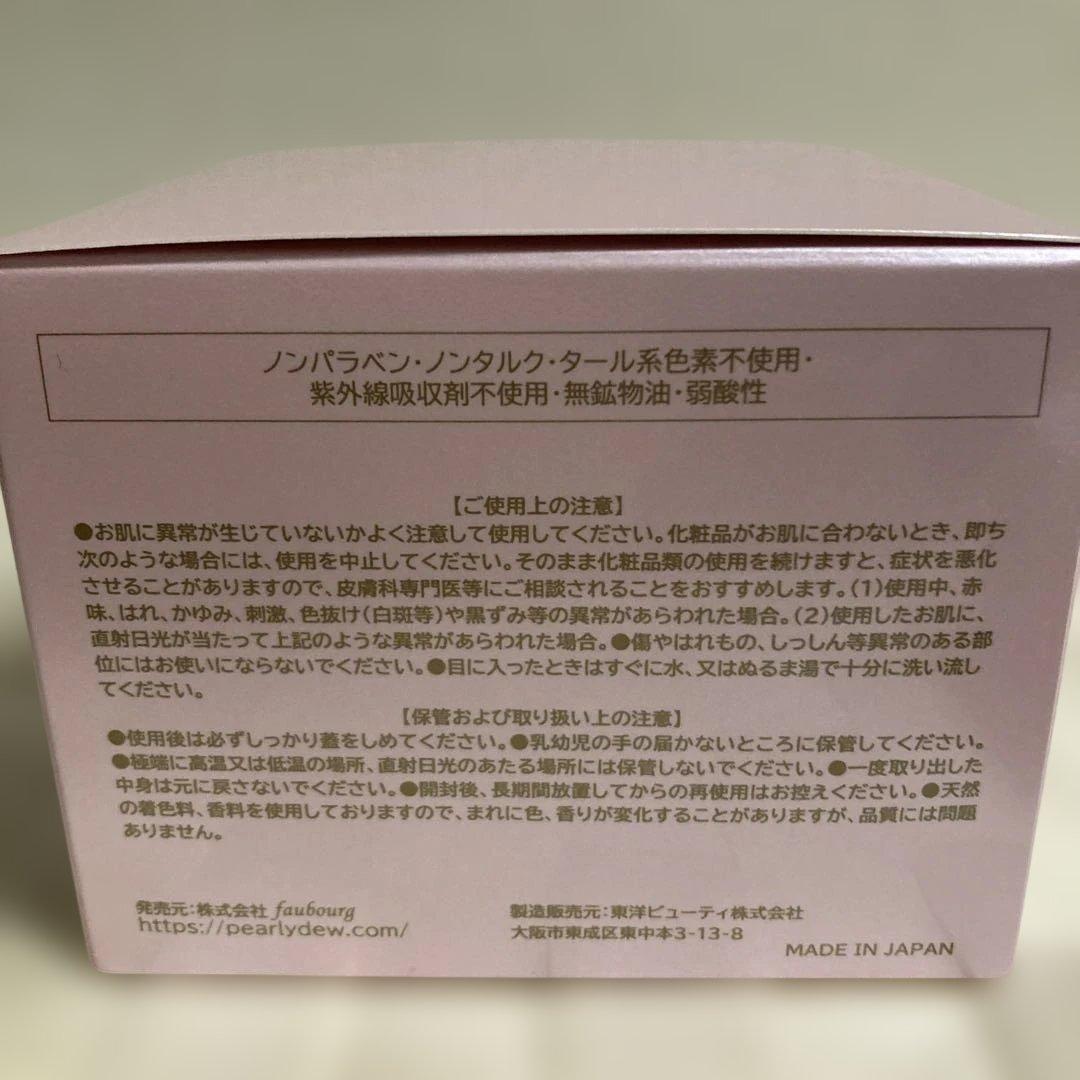 ノンパラベン・ノンタルク・タール系色素不使用・
紫外線吸収剤不使用・無鉱物油・弱酸性
【ご使用上の注意】
●お肌に異常が生じていないかよく注意して使用してください。化粧品がお肌に合わないとき、即ち
次のような場合には、使用を中止してください。そのまま化粧品類の使用を続けますと、症状を悪化
させることがありますので、皮膚科専門医等にご相談されることをおすすめします。(1)使用中、赤
味、はれ、かゆみ、刺激、色抜け(白斑等)や黒ずみ等の異常があらわれた場合。(2)使用したお肌に、
直射日光が当たって上記のような異常があらわれた場合。●傷やはれもの、しっしん等異常のある部
位にはお使いにならないでください。●目に入ったときはすぐに水、又はぬるま湯で十分に洗い流し
てください。
【保管および取り扱い上の注意】
●使用後は必ずしっかり蓋をしめてください。●乳幼児の手の届かないところに保管してください。
●極端に高温又は低温の場所、直射日光のあたる場所には保管しないでください。●一度取り出した
中身は元に戻さないでください。●開封後、長期間放置してからの再使用はお控えください。●天然
の着色料、香料を使用しておりますので、まれに色、香りが変化することがありますが、品質には問題
ありません。
発売元:株式会社 faubourg
https://pearlydew.com/
製造販売元:東洋ビューティ株式会社
大阪市東成区東中本3-13-8
MADE IN JAPAN